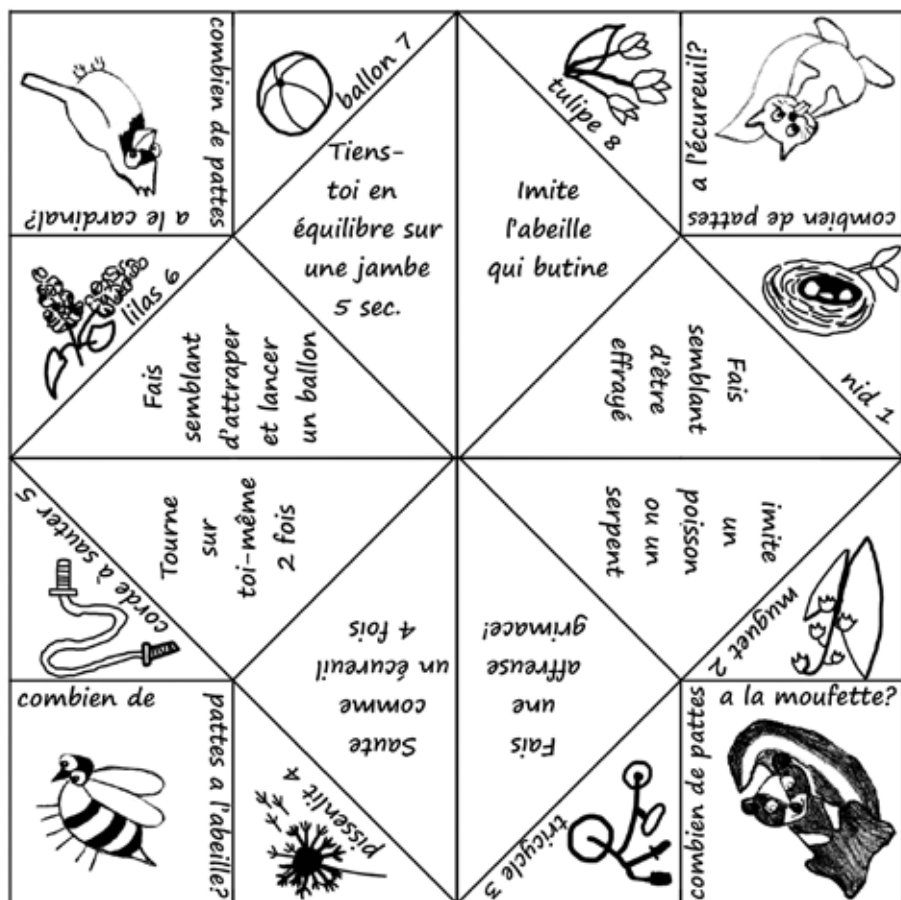 combien de pattes
a le cardinal?
ballon 7
tulipe 8
combien de pattes
a l'écureuil?
Tiens-
toi en
équilibre sur
une jambe
5 sec.
Imite
l'abeille
qui butine
lilas 6
nid 1
Fais
semblant
d'attraper
et lancer
un ballon
Fais
semblant
d'être
effrayé
corde à sauter 5
Tourne
sur
toi-même
2 fois
imite
un
poisson
ou un
serpent
muguet 2
Saute
comme
un écureuil
4 fois
Fais
une
affreuse
grimace!
combien de
pattes a l'abeille?
pissenlit 4
tricycle 3
combien de pattes
a la moufette?